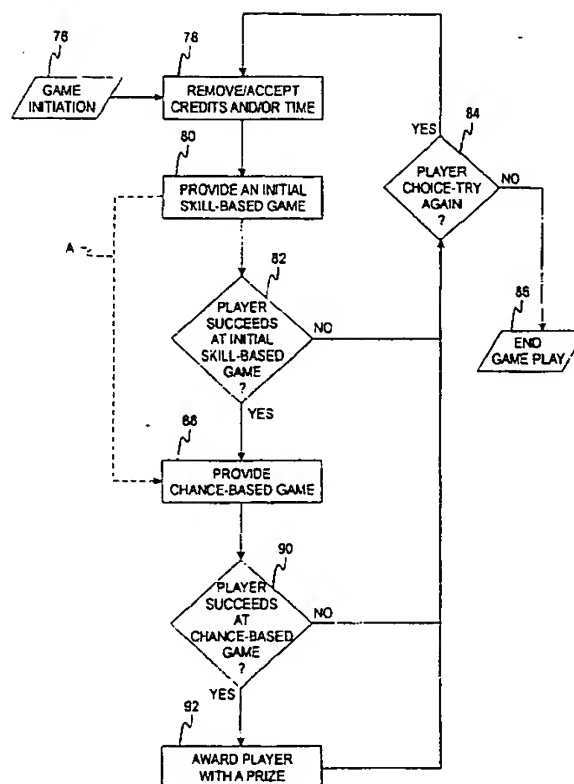 76
GAME
INITIATION
78
REMOVE/ACCEPT
CREDITS AND/OR TIME
80
PROVIDE AN INITIAL
SKILL-BASED GAME
A
82
PLAYER
SUCCEEDS
AT INITIAL
SKILL-BASED
GAME
?
NO
YES
84
YES
PLAYER
CHOICE-TRY
AGAIN
?
NO
86
END
GAME PLAY
88
PROVIDE
CHANCE-BASED GAME
90
PLAYER
SUCCEEDS
AT
CHANCE-BASED
GAME
?
NO
YES
92
AWARD PLAYER
WITH A PRIZE